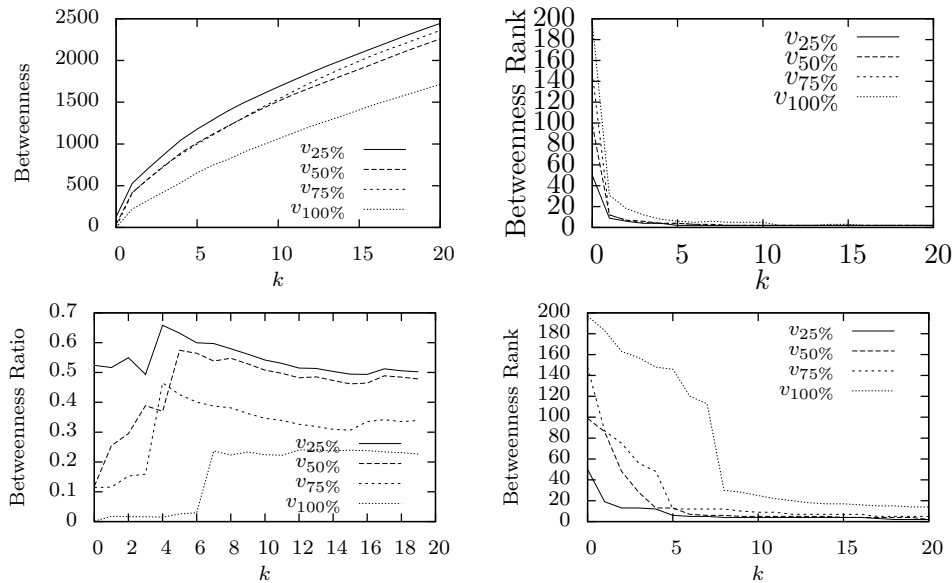 2500
2000
1500
1000
500
0
Betweenness
v25%
v50%
v75%
v100%
0 5 10 15 20
k
200
180
160
140
120
100
80
60
40
20
0
Betweenness Rank
v25%
v50%
v75%
v100%
0 5 10 15 20
k
0.7
0.6
0.5
0.4
0.3
0.2
0.1
0
Betweenness Ratio
v25%
v50%
v75%
v100%
0 2 4 6 8 10 12 14 16 18 20
k
200
180
160
140
120
100
80
60
40
20
0
Betweenness Rank
v25%
v50%
v75%
v100%
0 5 10 15 20
k